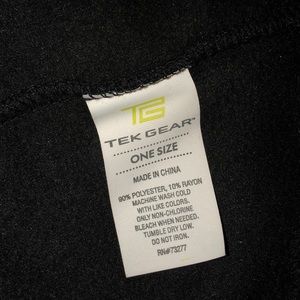 TG
TEK GEAR™
ONE SIZE
MADE IN CHINA
90% POLYESTER, 10% RAYON
MACHINE WASH COLD
WITH LIKE COLORS.
ONLY NON-CHLORINE
BLEACH WHEN NEEDED.
TUMBLE DRY LOW.
DO NOT IRON.
RN#73277